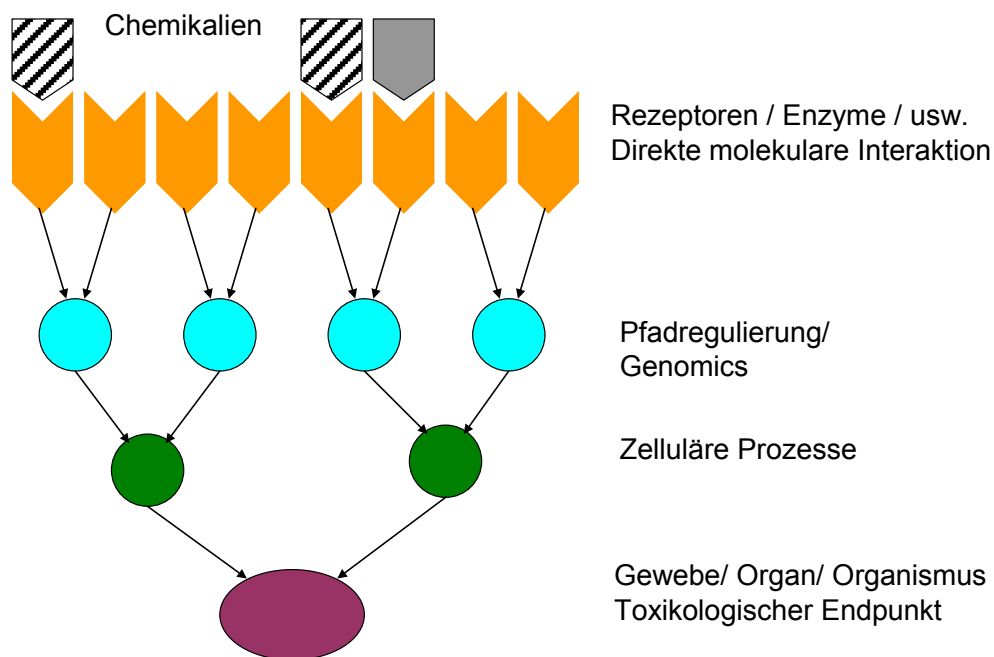 Chemikalien
Rezeptoren / Enzyme / usw.
Direkte molekulare Interaktion
Pfadregulierung/
Genomics
Zelluläre Prozesse
Gewebe/ Organ/ Organismus
Toxikologischer Endpunkt